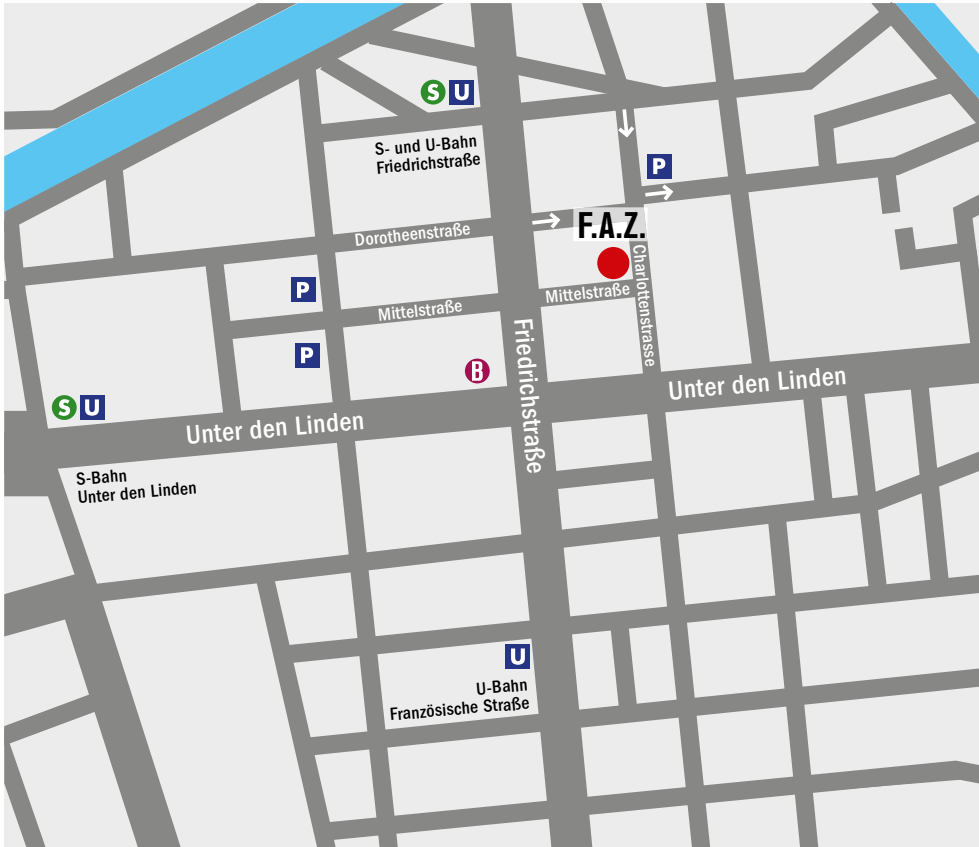 S U
S- und U-Bahn
Friedrichstraße
P
F.A.Z.
Dorotheenstraße
Charlottenstrasse
P
Mittelstraße
Mittelstraße
P
Friedrichstraße
B
Unter den Linden
S U
Unter den Linden
S-Bahn
Unter den Linden
U
U-Bahn
Französische Straße